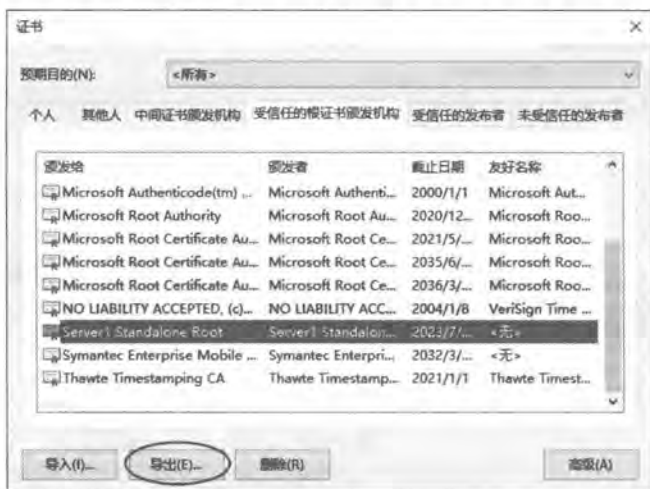 证书
预期目的(N): <所有>
个人 其他人 中间证书颁发机构 受信任的根证书颁发机构 受信任的发布者 未受信任的发布者
颁发给 颁发者 截止日期 友好名称
Microsoft Authenticode(tm) ... Microsoft Authenti... 2000/1/1 Microsoft Aut...
Microsoft Root Authority Microsoft Root Au... 2020/12... Microsoft Roo...
Microsoft Root Certificate Au... Microsoft Root Ce... 2021/5/... Microsoft Roo...
Microsoft Root Certificate Au... Microsoft Root Ce... 2035/6/... Microsoft Roo...
Microsoft Root Certificate Au... Microsoft Root Ce... 2036/3/... Microsoft Roo...
NO LIABILITY ACCEPTED, (c)... NO LIABILITY ACC... 2004/1/8 VeriSign Time ...
Server1 Standalone Root Server1 Standalon... 2023/7/... <无>
Symantec Enterprise Mobile ... Symantec Enterpri... 2032/3/... <无>
Thawte Timestamping CA Thawte Timestamp... 2021/1/1 Thawte Timest...
导入(I)... 导出(E)... 删除(R) 高级(A)